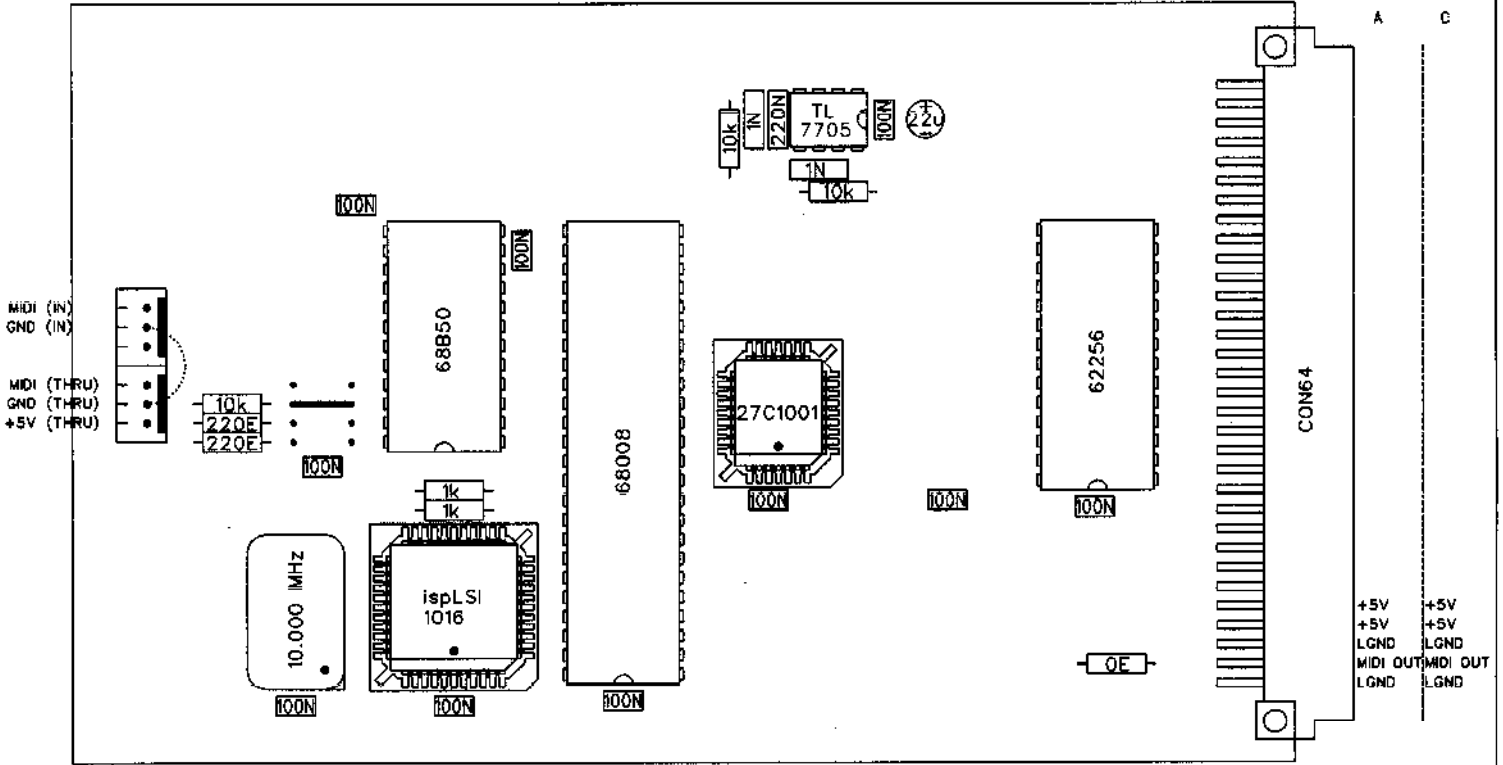 A C
TL
7705
10k
1N
220N
100N
+
22u
1N
10k
100N
100N
68B50
68008
27C1001
100N
62256
100N
100N
CON64
MIDI (IN)
GND (IN)
MIDI (THRU)
GND (THRU)
+5V (THRU)
10k
220E
220E
100N
1k
1k
10.000 MHz
100N
ispLSI
1016
100N
100N
0E
+5V +5V
+5V +5V
LGND LGND
MIDI OUT MIDI OUT
LGND LGND